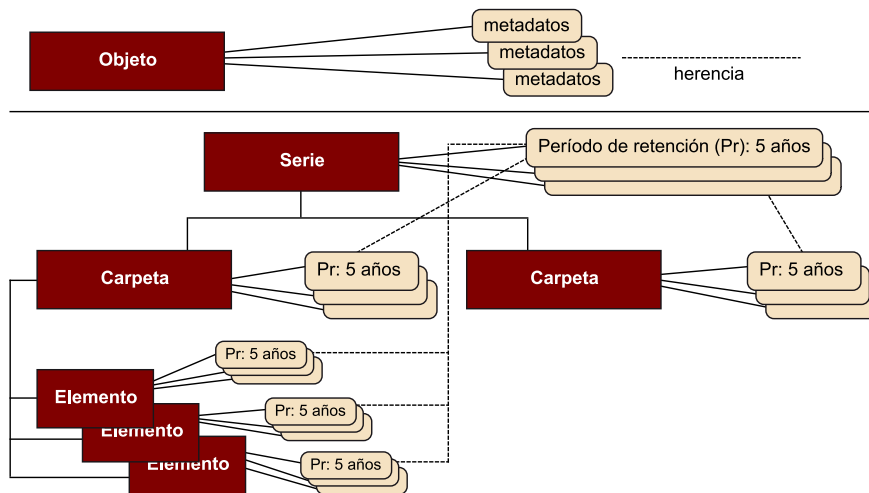 Objeto
metadatos
metadatos
metadatos
herencia
Serie
Período de retención (Pr): 5 años
Carpeta
Pr: 5 años
Carpeta
Pr: 5 años
Pr: 5 años
Elemento
Pr: 5 años
Elemento
Pr: 5 años
Elemento